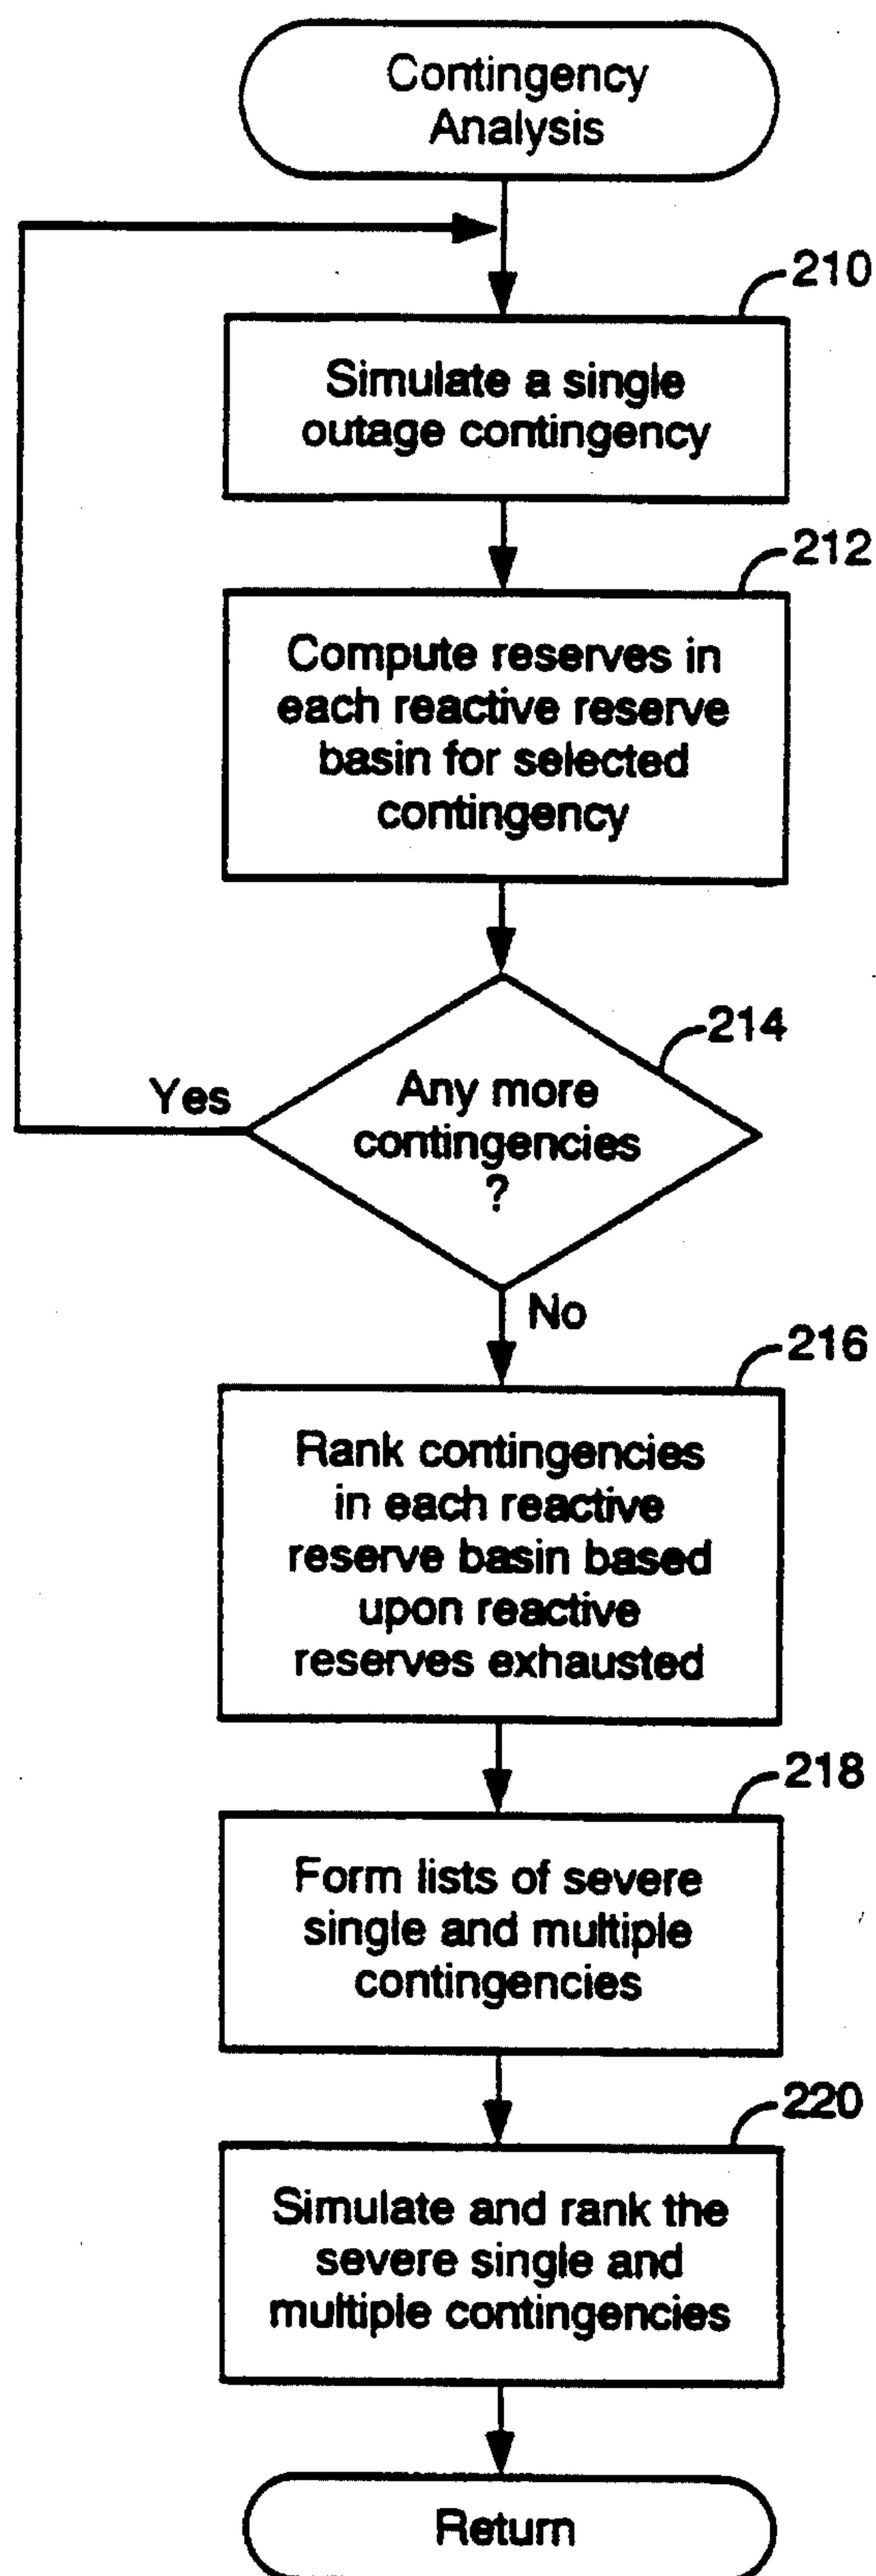 Contingency
Analysis
210
Simulate a single
outage contingency
212
Compute reserves in
each reactive reserve
basin for selected
contingency
214
Yes
Any more
contingencies
?
No
216
Rank contingencies
in each reactive
reserve basin based
upon reactive
reserves exhausted
218
Form lists of severe
single and multiple
contingencies
220
Simulate and rank the
severe single and
multiple contingencies
Return